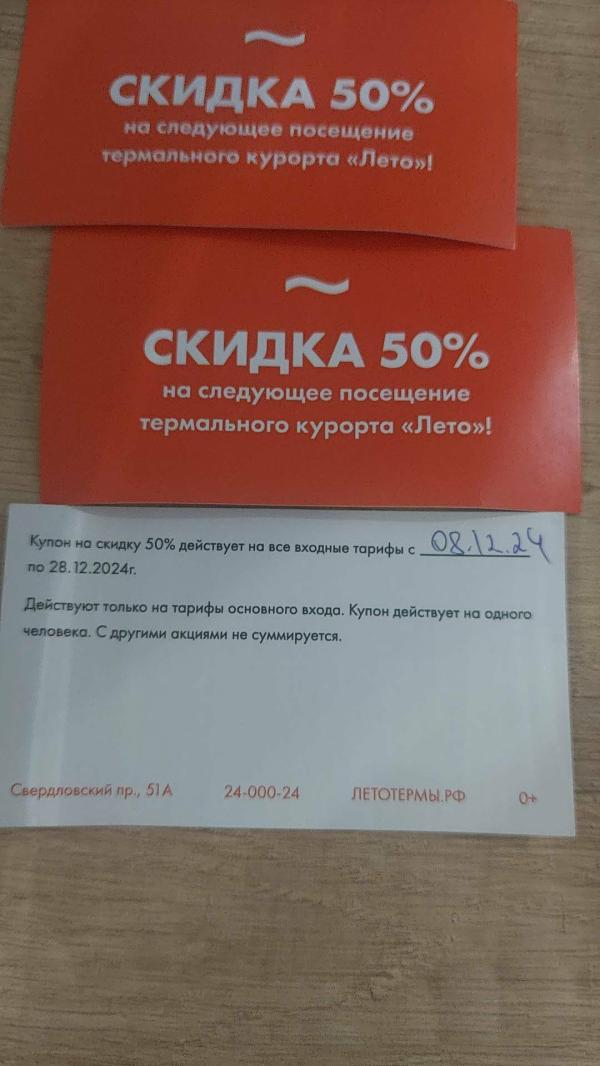 СКИДКА 50%
на следующее посещение
термального курорта «Лето»!
СКИДКА 50%
на следующее посещение
термального курорта «Лето»!
Купон на скидку 50% действует на все входные тарифы с 08.12.24
по 28.12.2024г.
Действуют только на тарифы основного входа. Купон действует на одного
человека. С другими акциями не суммируется.
Свердловский пр., 51А 24-000-24 ЛЕТОТЕРМЫ.РФ 0+